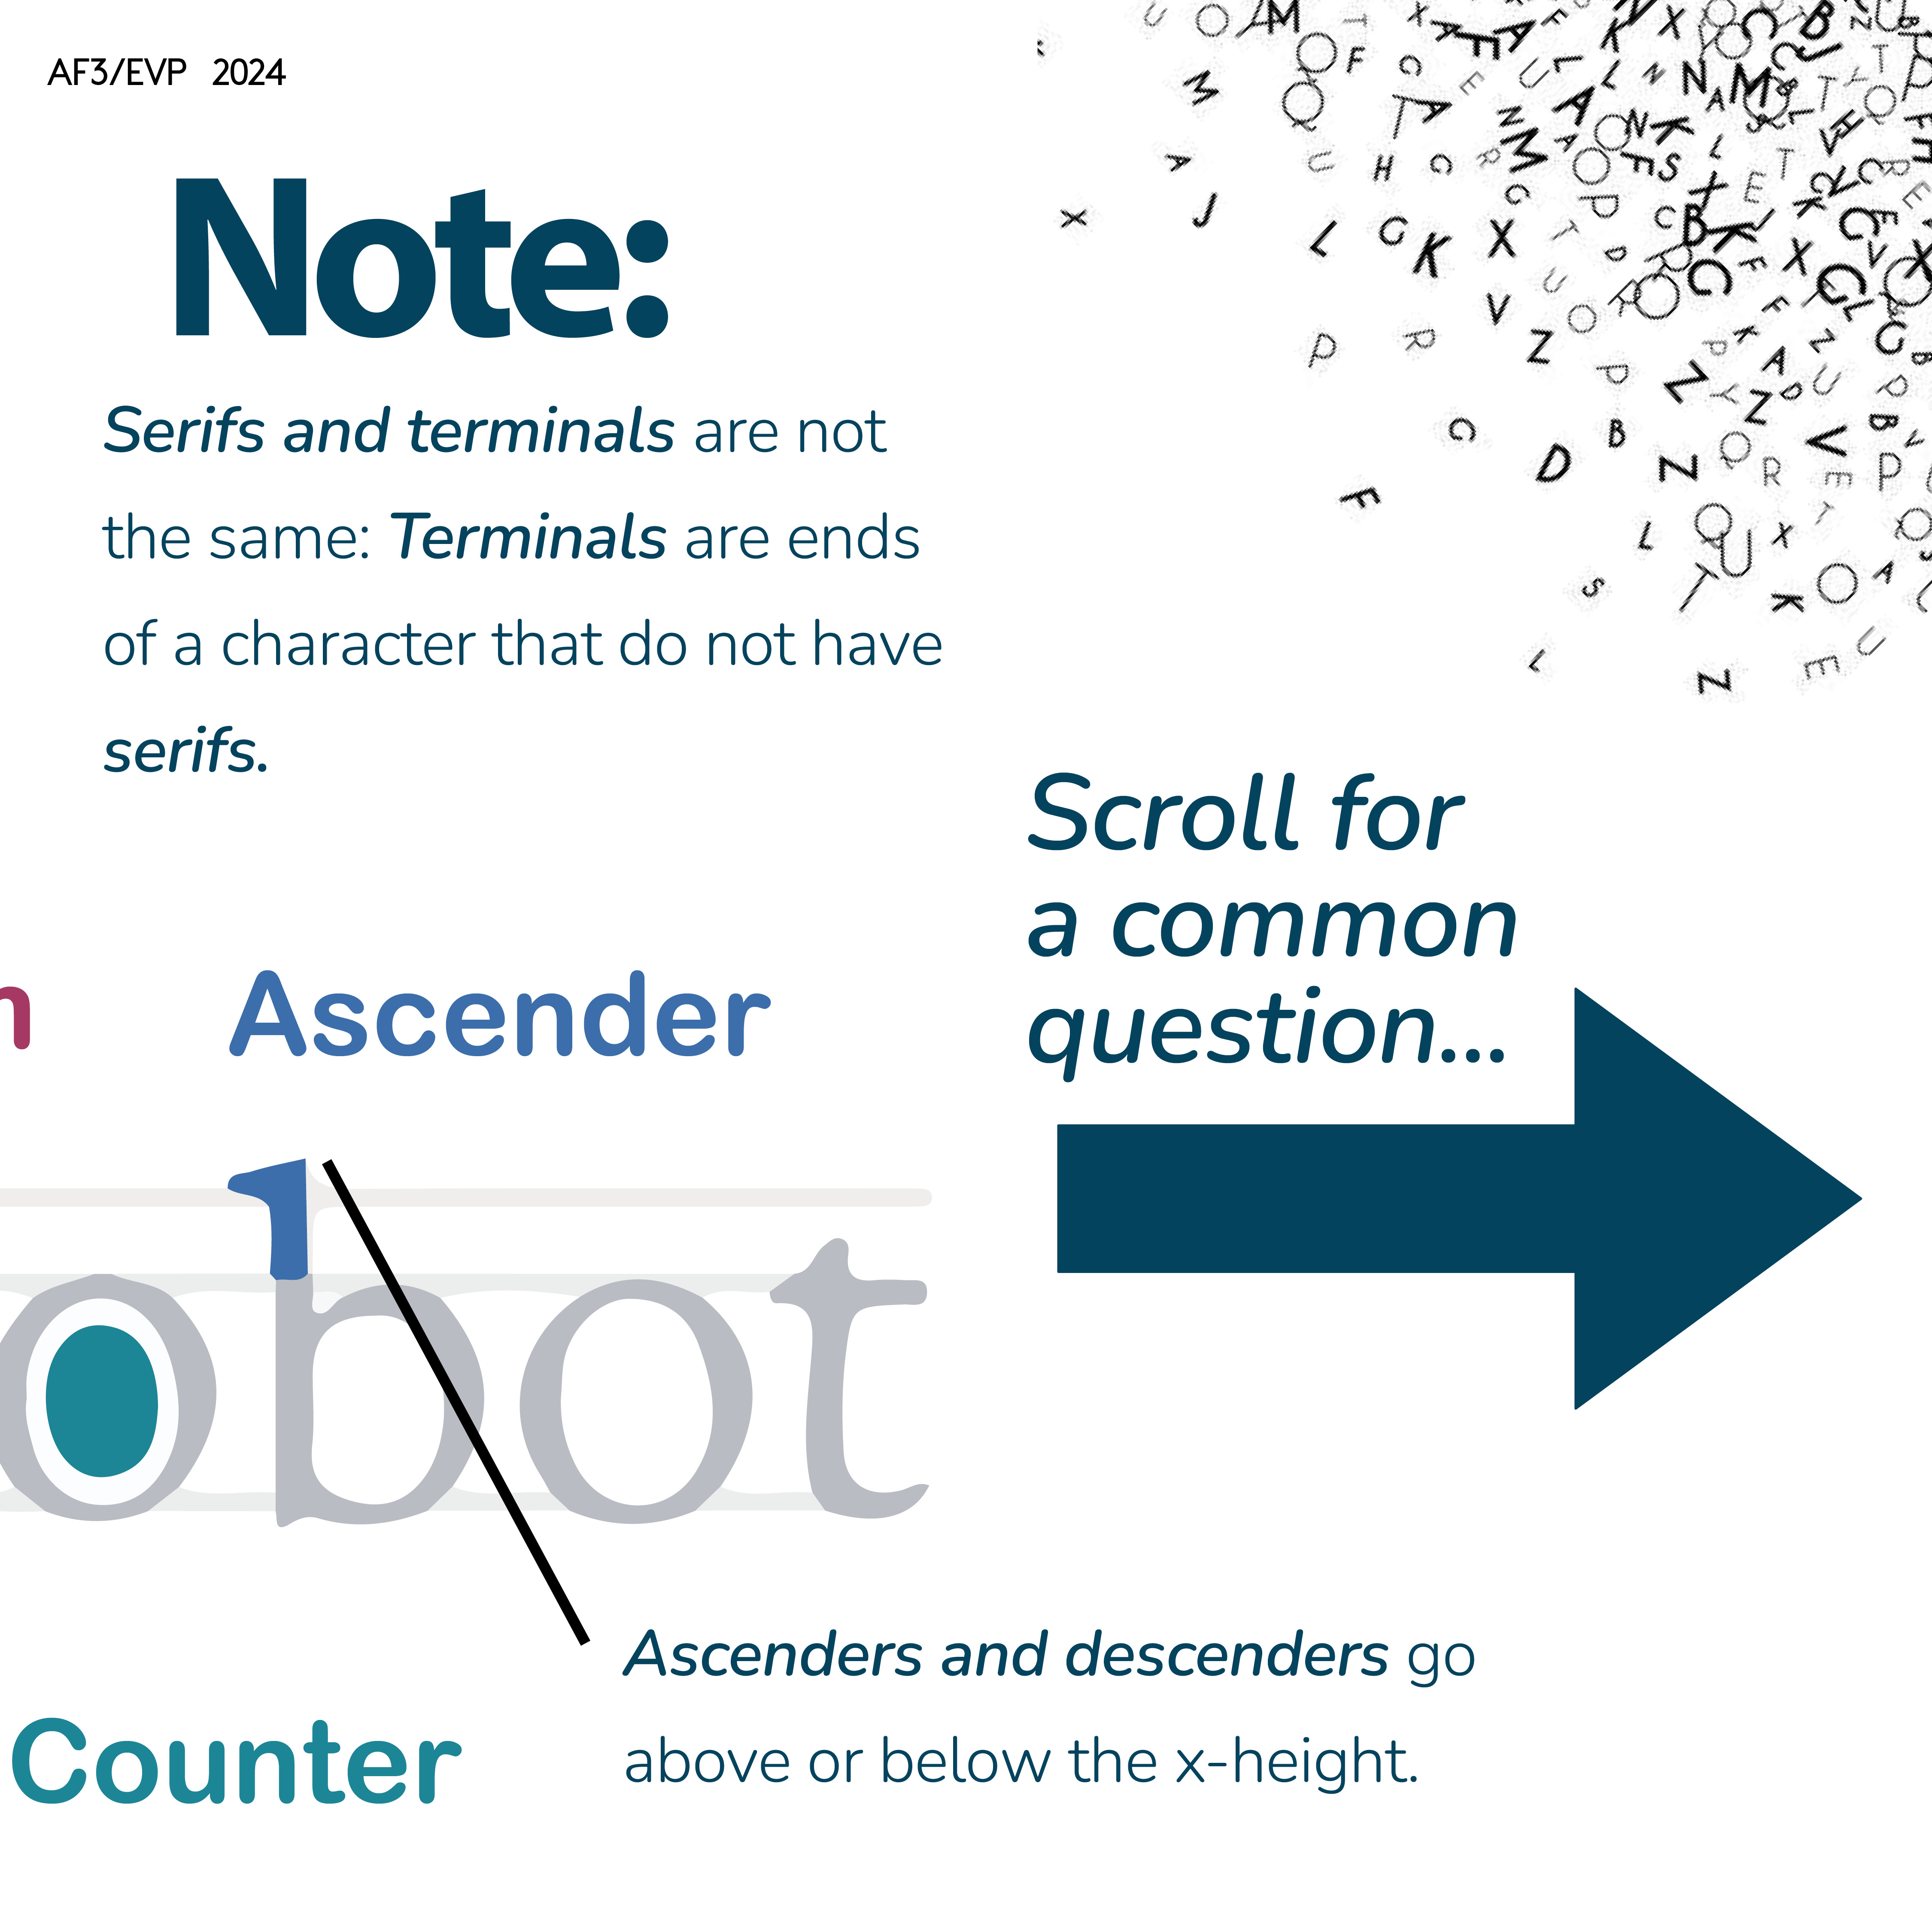 AF3/EVP 2024
Note:
Serifs and terminals are not
the same: Terminals are ends
of a character that do not have
serifs.
Scroll for
a common
question...
n Ascender
obot
Counter
Ascenders and descenders go
above or below the x-height.